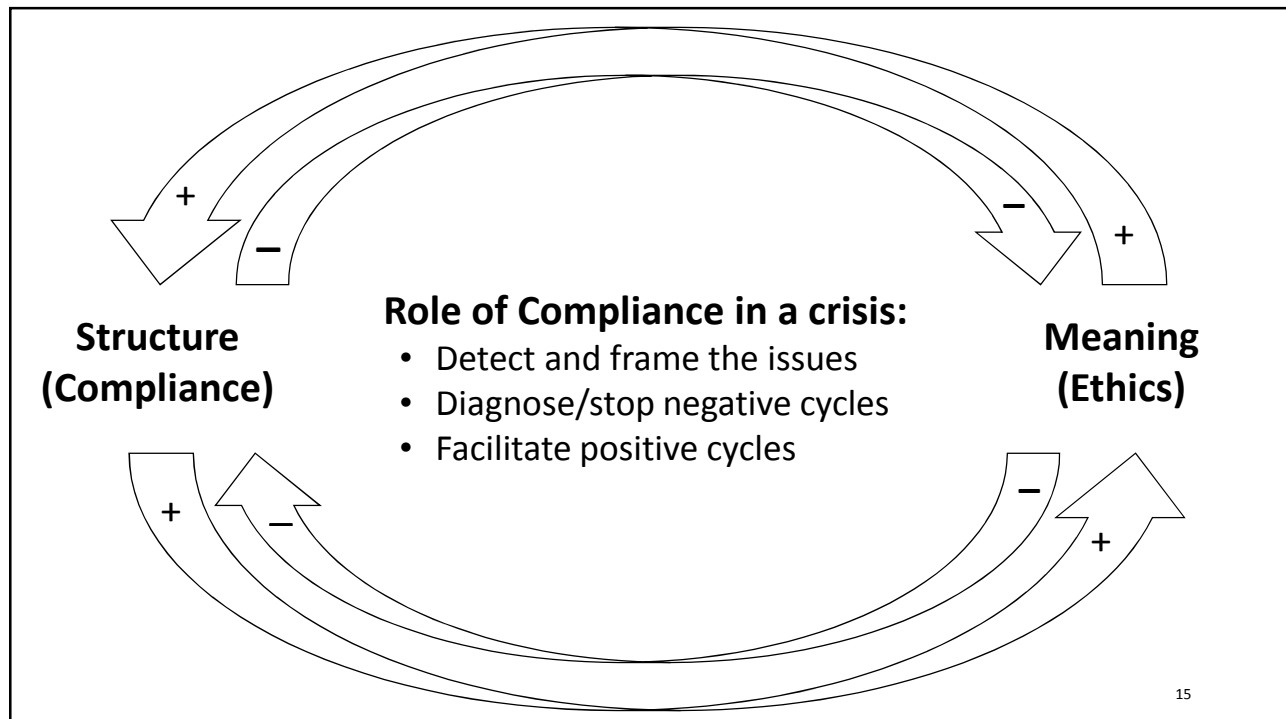 +
–
–
+
Role of Compliance in a crisis:
Structure
(Compliance)
• Detect and frame the issues
• Diagnose/stop negative cycles
• Facilitate positive cycles
Meaning
(Ethics)
+
–
–
+
15